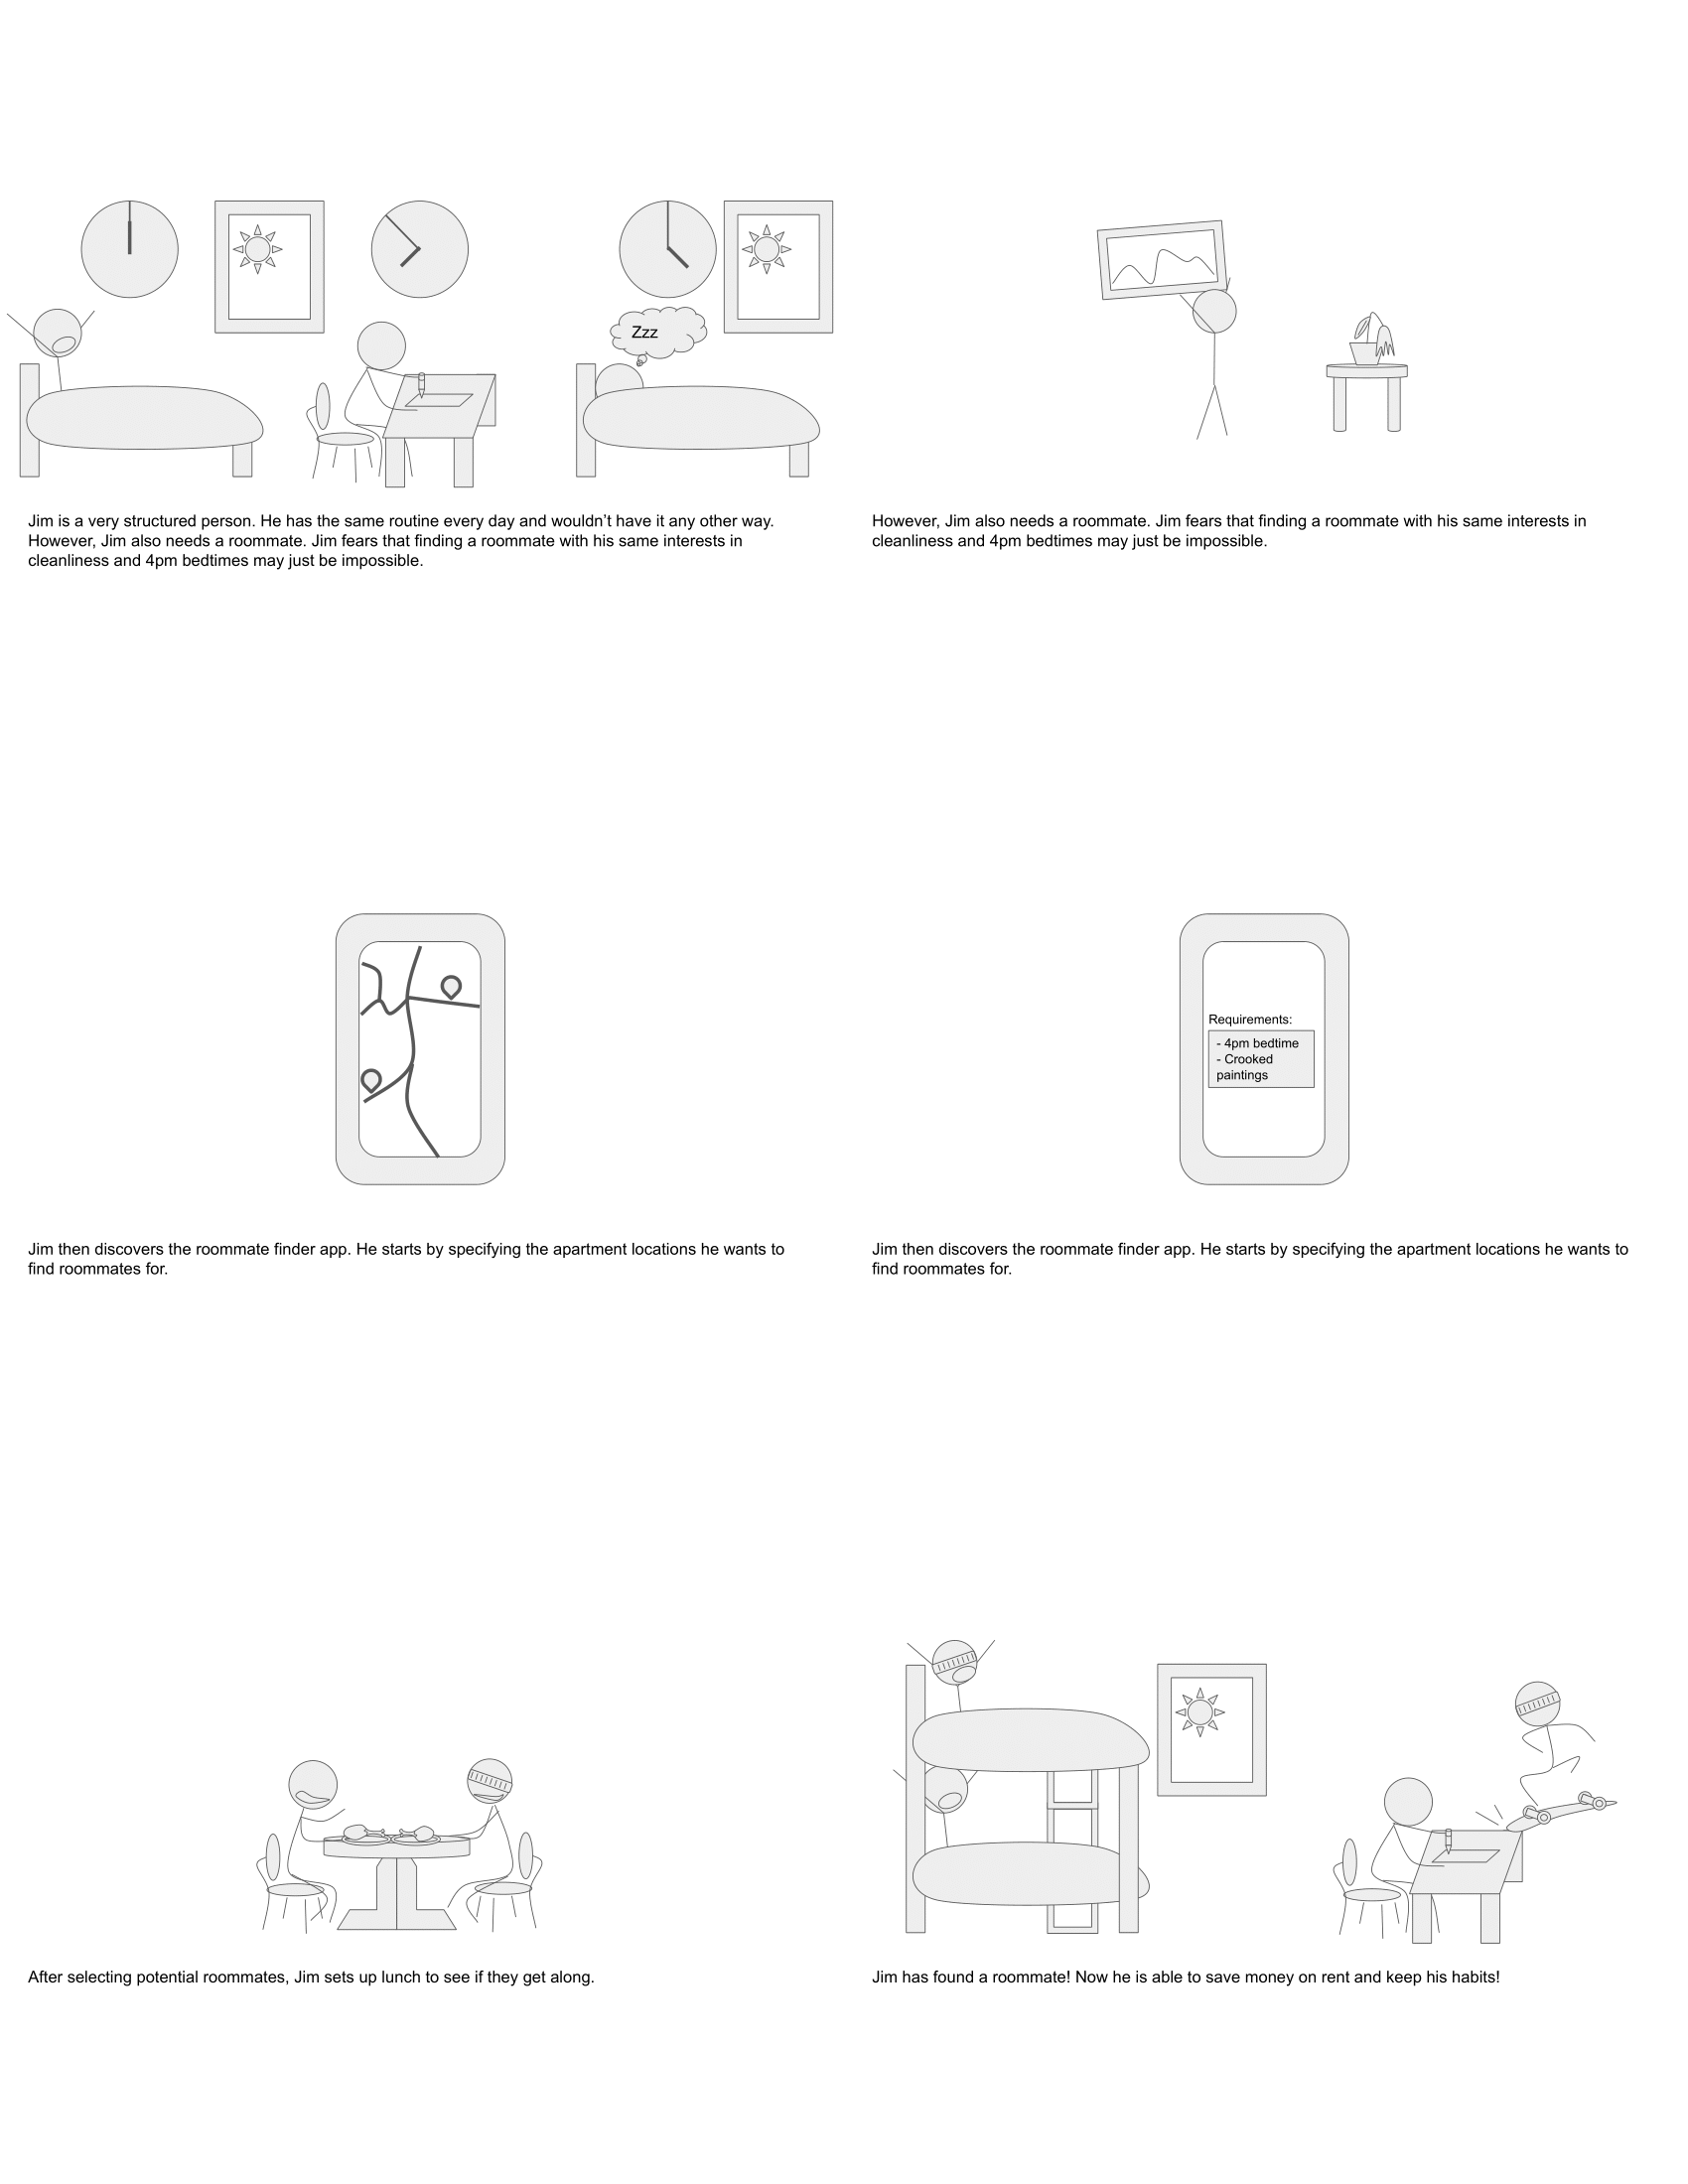 Zzz
Jim is a very structured person. He has the same routine every day and wouldn’t have it any other way.
However, Jim also needs a roommate. Jim fears that finding a roommate with his same interests in
cleanliness and 4pm bedtimes may just be impossible.
However, Jim also needs a roommate. Jim fears that finding a roommate with his same interests in
cleanliness and 4pm bedtimes may just be impossible.
Jim then discovers the roommate finder app. He starts by specifying the apartment locations he wants to
find roommates for.
Requirements:
- 4pm bedtime
- Crooked
paintings
Jim then discovers the roommate finder app. He starts by specifying the apartment locations he wants to
find roommates for.
After selecting potential roommates, Jim sets up lunch to see if they get along.
Jim has found a roommate! Now he is able to save money on rent and keep his habits!